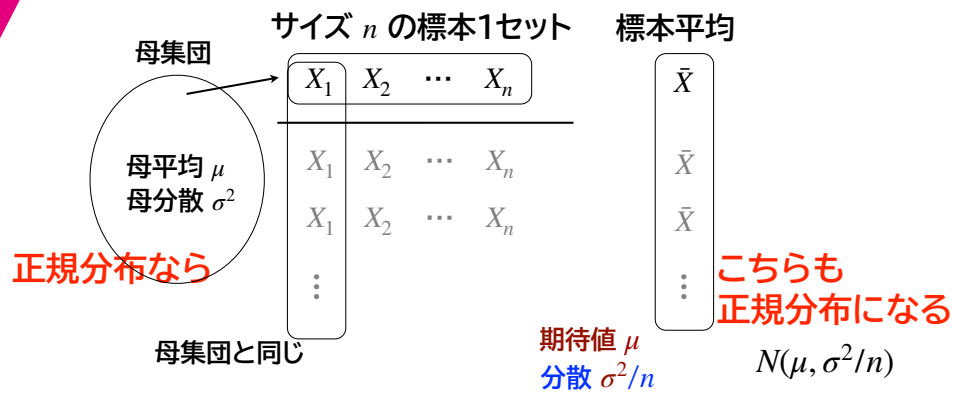 サイズ n の標本1セット 標本平均
母集団
X₁ X₂ … Xₙ X̄
母平均 μ
母分散 σ²
X₁ X₂ … Xₙ X̄
X₁ X₂ … Xₙ X̄
正規分布なら
⋮ ⋮
こちらも
正規分布になる
母集団と同じ
期待値 μ
分散 σ²/n
N(μ, σ²/n)